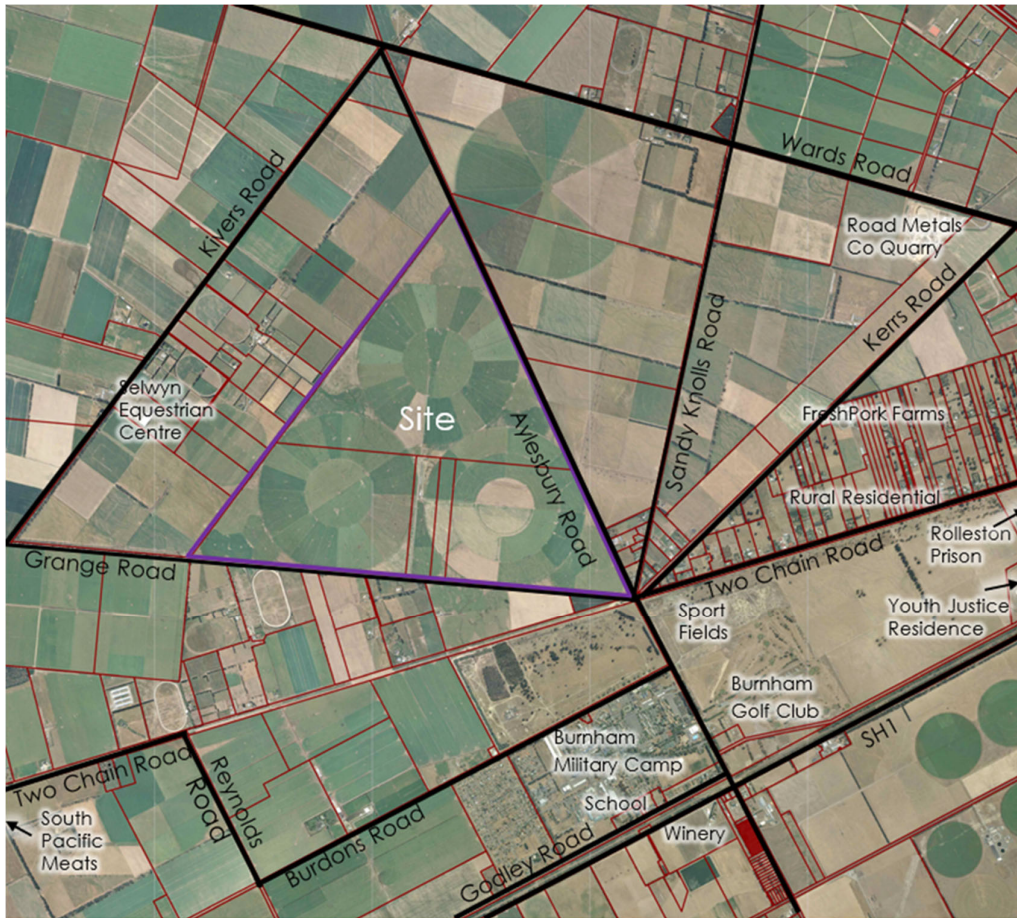 Wards Road
Kivers Road
Road Metals
Co Quarry
Kerrs Road
Sandy Knolls Road
Selwyn
Equestrian
Centre
Site
Aylesbury Road
FreshPork Farms
Rural Residential
Rolleston
Prison
Grange Road
Two Chain Road
Youth Justice
Residence
Sport
Fields
Burnham
Golf Club
SH1
Burnham
Military Camp
School
Two Chain Road
Reynolds
Road
South
Pacific
Meats
Burdons Road
Godley Road
Winery